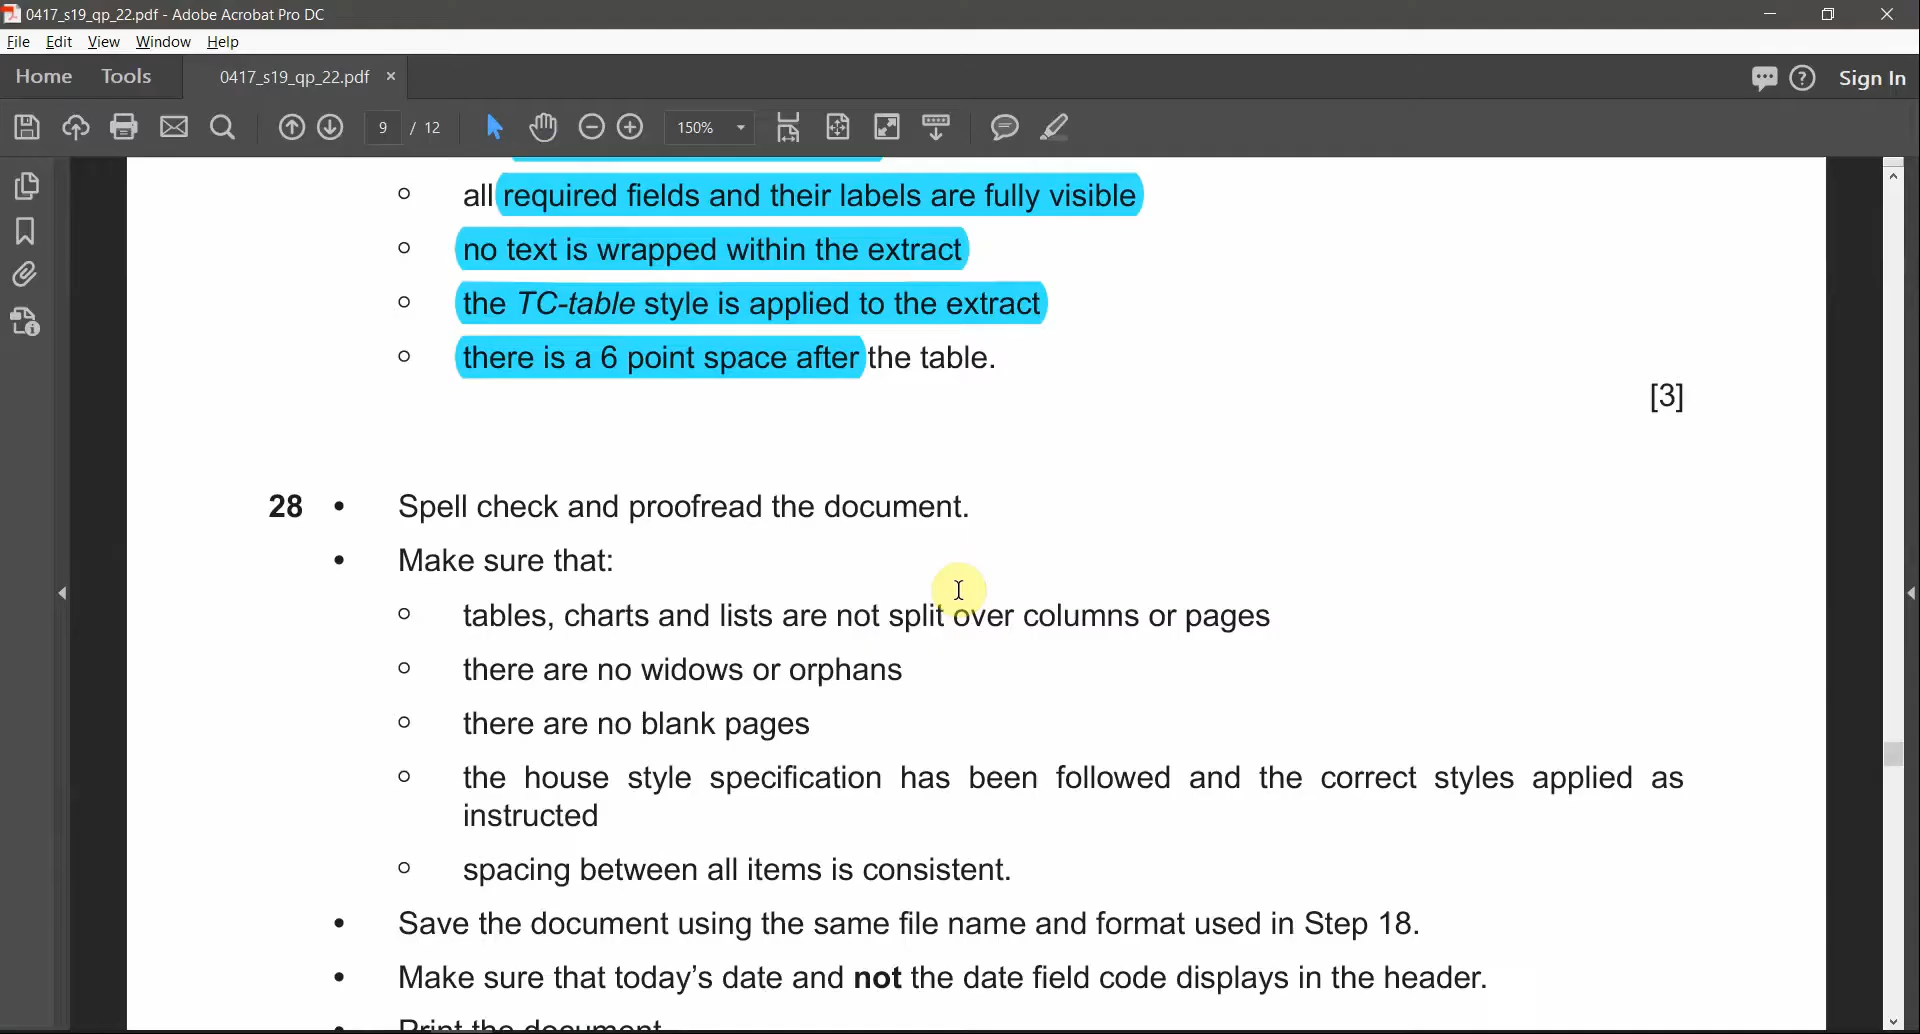 0417_s19_qp_22.pdf - Adobe Acrobat Pro DC
File Edit View Window Help
Home Tools 0417_s19_qp_22.pdf × Sign In
9 / 12 150%
○ all required fields and their labels are fully visible
○ no text is wrapped within the extract
○ the TC-table style is applied to the extract
○ there is a 6 point space after the table.
[3]
28 • Spell check and proofread the document.
• Make sure that:
○ tables, charts and lists are not split over columns or pages
○ there are no widows or orphans
○ there are no blank pages
○ the house style specification has been followed and the correct styles applied as
instructed
○ spacing between all items is consistent.
• Save the document using the same file name and format used in Step 18.
• Make sure that today's date and not the date field code displays in the header.
• Print the document